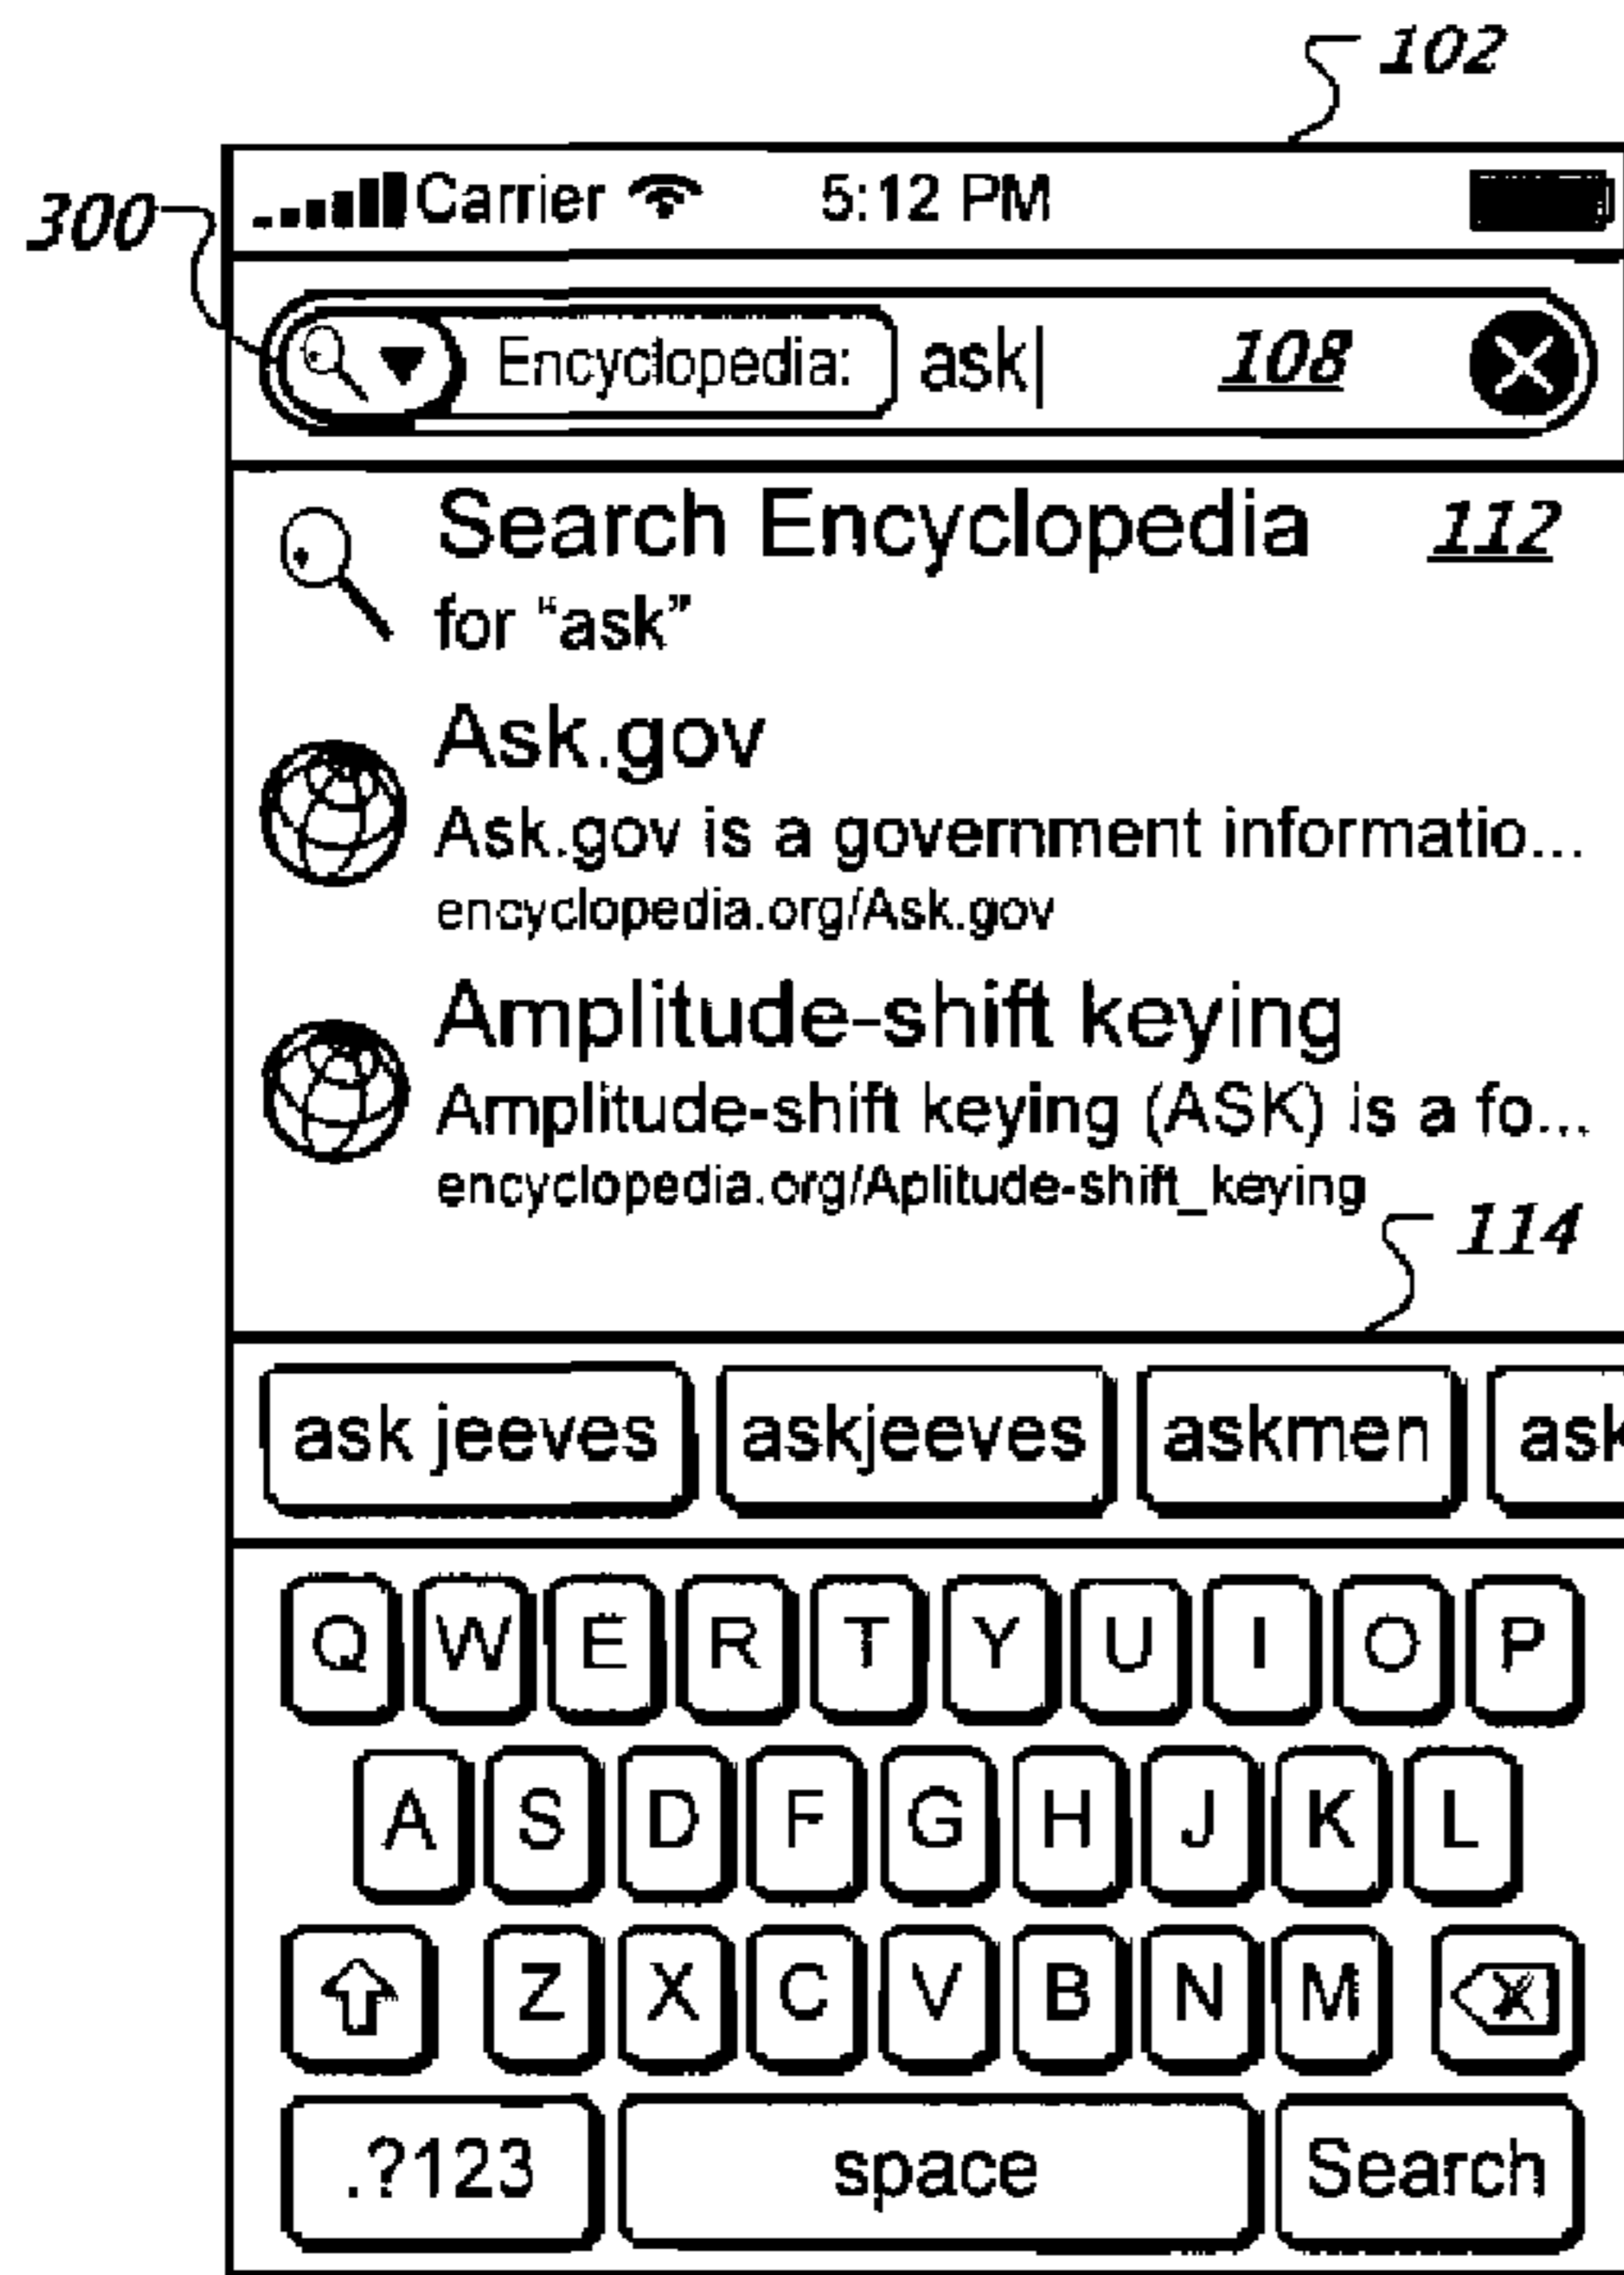 102
300
Carrier 5:12 PM
Encyclopedia: ask 108
Search Encyclopedia 112
for “ask”
Ask.gov
Ask.gov is a government informatio...
encyclopedia.org/Ask.gov
Amplitude-shift keying
Amplitude-shift keying (ASK) is a fo...
encyclopedia.org/Aplitude-shift_keying
114
ask jeeves askjeeves askmen ask
Q W E R T Y U I O P
A S D F G H J K L
Z X C V B N M
.?123 space Search